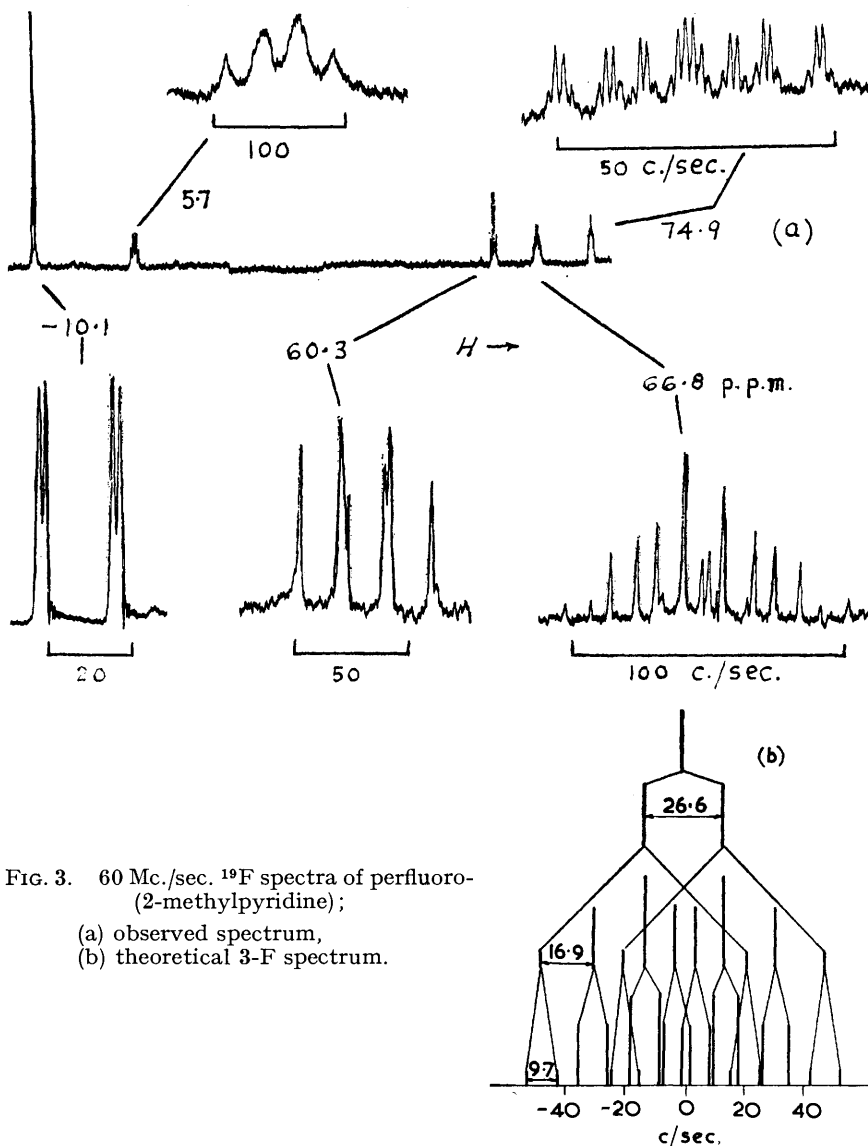 100
50 c./sec.
5·7
74·9
(a)
-10·1
60·3
H →
66·8 p.p.m.
20
50
100 c./sec.
(b)
26·6
16·9
9·7
-40 -20 0 20 40
c/sec.
FIG. 3. 60 Mc./sec. ¹⁹F spectra of perfluoro-
(2-methylpyridine);
(a) observed spectrum,
(b) theoretical 3-F spectrum.